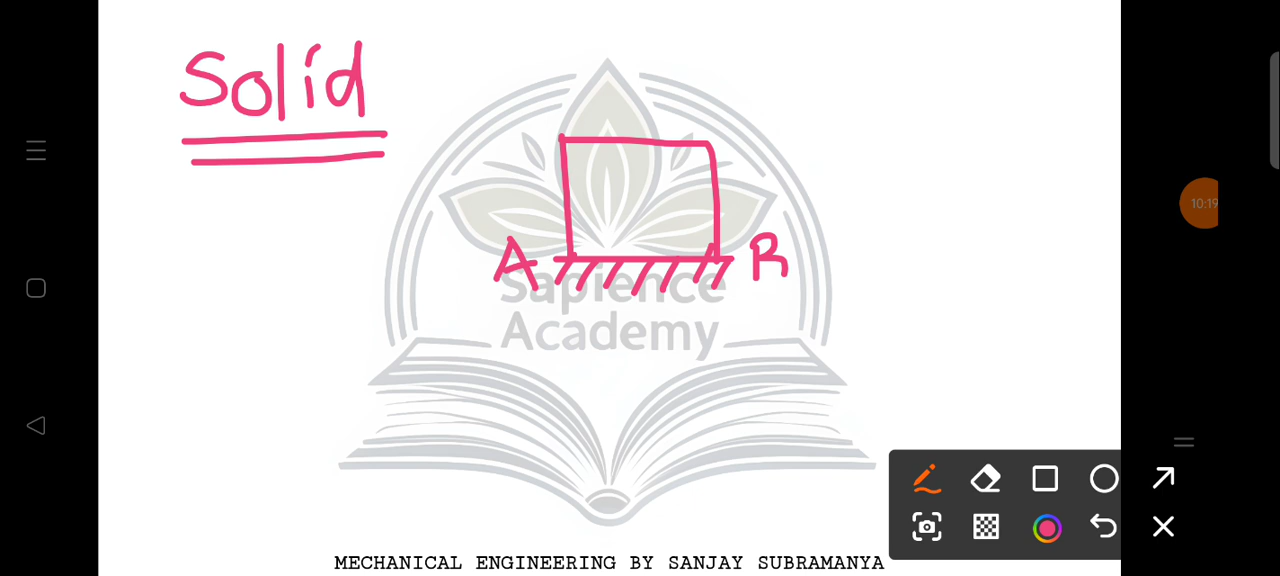 Solid
A
B
Sapience
Academy
10:19
MECHANICAL ENGINEERING BY SANJAY SUBRAMANYA